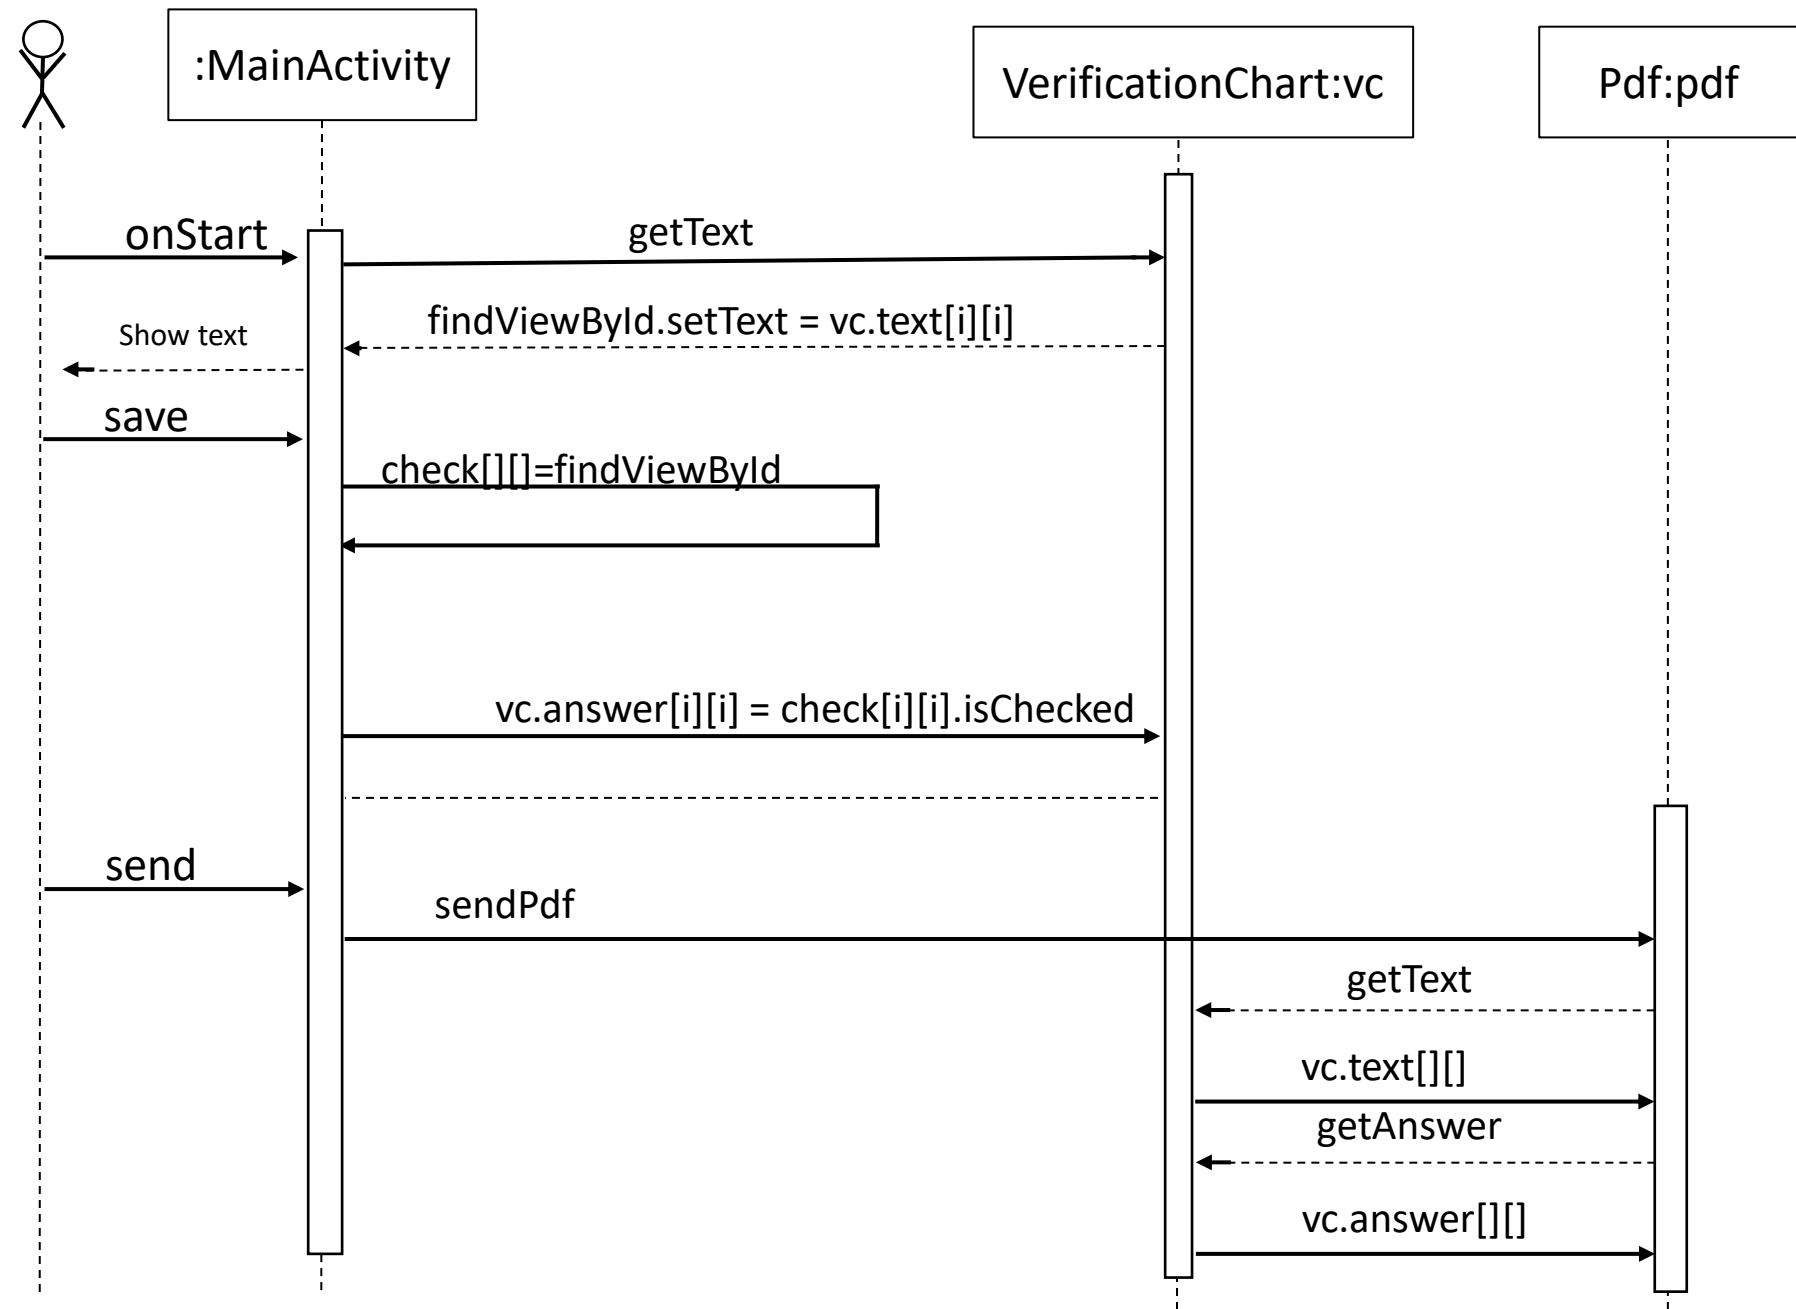 :MainActivity
VerificationChart:vc
Pdf:pdf
onStart
getText
findViewById.setText = vc.text[i][i]
Show text
save
check[][]=findViewById
vc.answer[i][i] = check[i][i].isChecked
send
sendPdf
getText
vc.text[][]
getAnswer
vc.answer[][]